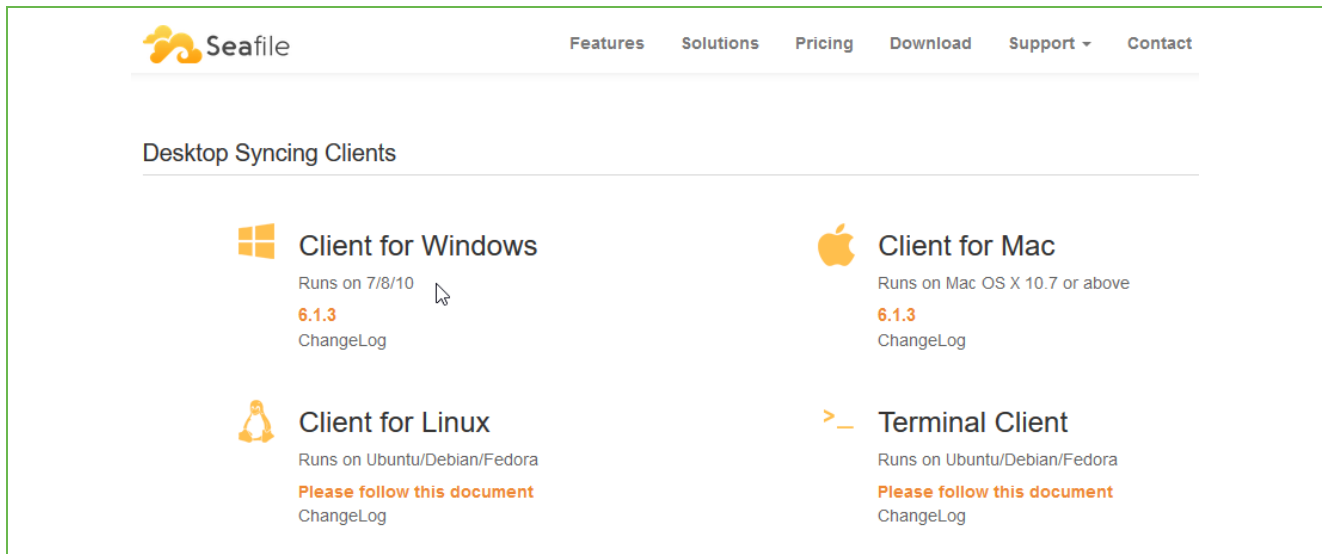 Seafile Features Solutions Pricing Download Support Contact
Desktop Syncing Clients
Client for Windows
Runs on 7/8/10
6.1.3
ChangeLog
Client for Mac
Runs on Mac OS X 10.7 or above
6.1.3
ChangeLog
Client for Linux
Runs on Ubuntu/Debian/Fedora
Please follow this document
ChangeLog
Terminal Client
Runs on Ubuntu/Debian/Fedora
Please follow this document
ChangeLog